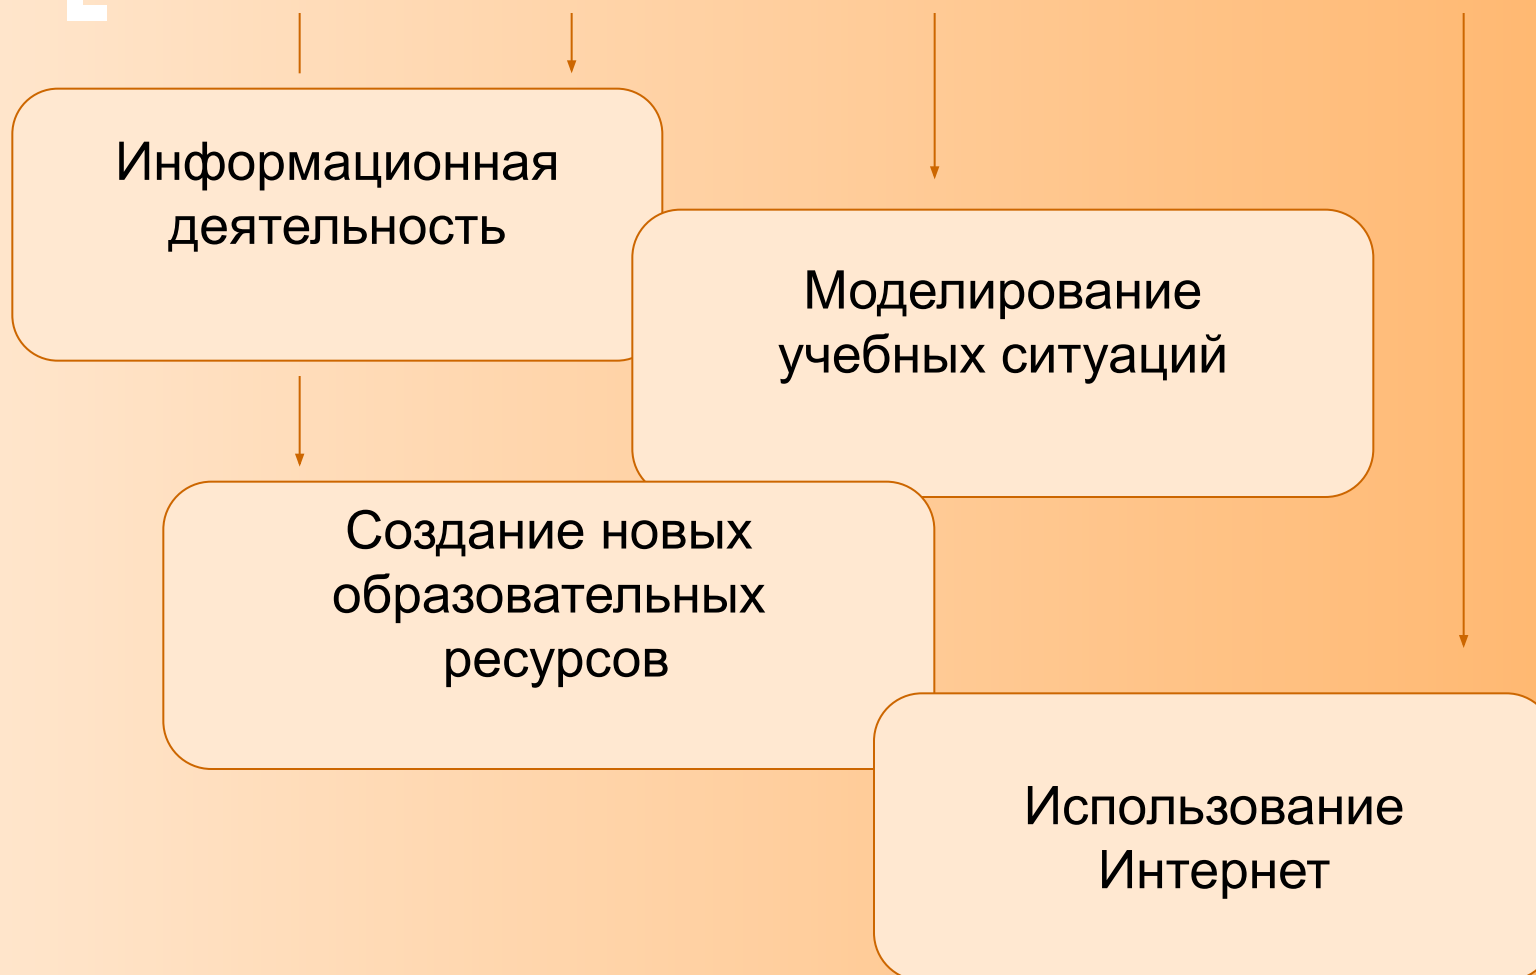 Информационная
деятельность
Моделирование
учебных ситуаций
Создание новых
образовательных
ресурсов
Использование
Интернет